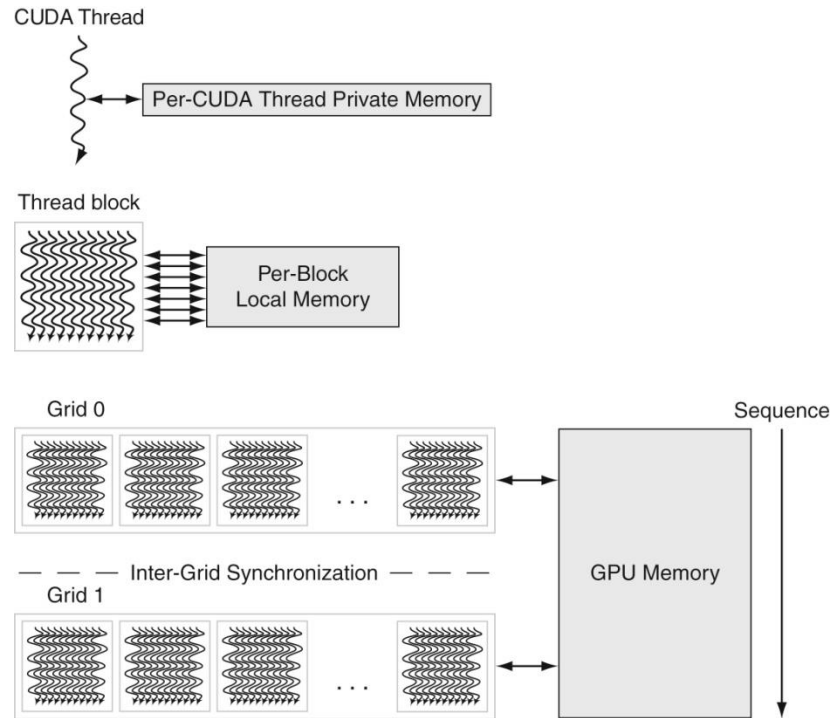 CUDA Thread
Per-CUDA Thread Private Memory
Thread block
Per-Block
Local Memory
Grid 0
Sequence
. . .
Inter-Grid Synchronization
GPU Memory
Grid 1
. . .